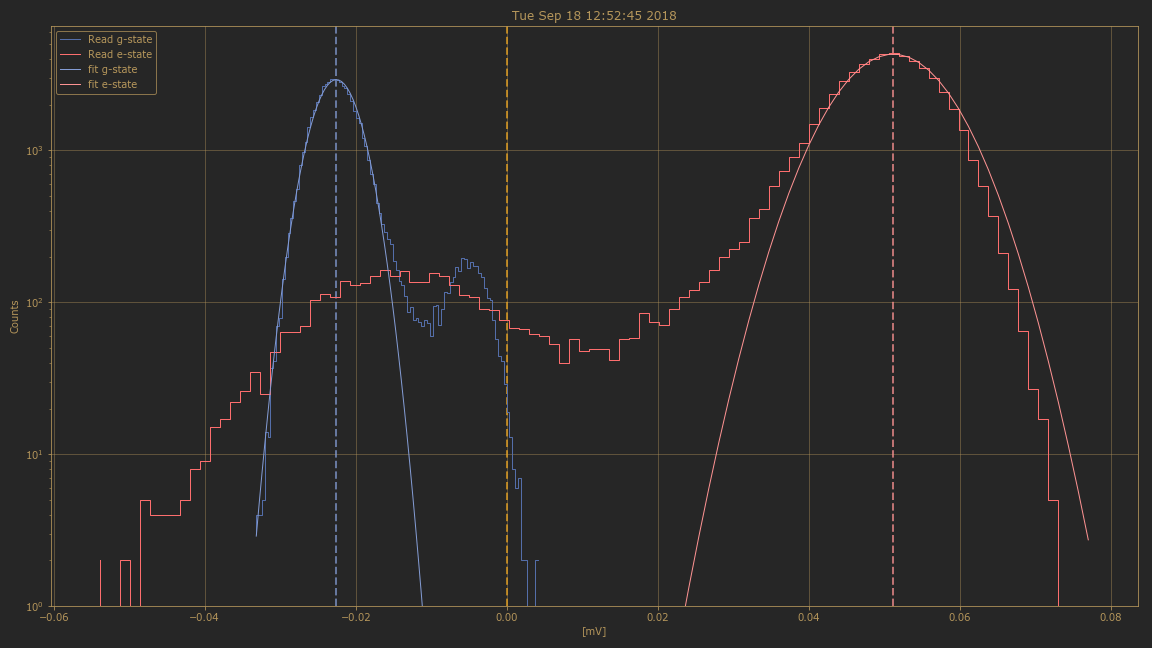 Tue Sep 18 12:52:45 2018
Read g-state
Read e-state
fit g-state
fit e-state
Counts
10³
10²
10¹
10⁰
−0.06 −0.04 −0.02 0.00 0.02 0.04 0.06 0.08
[mV]